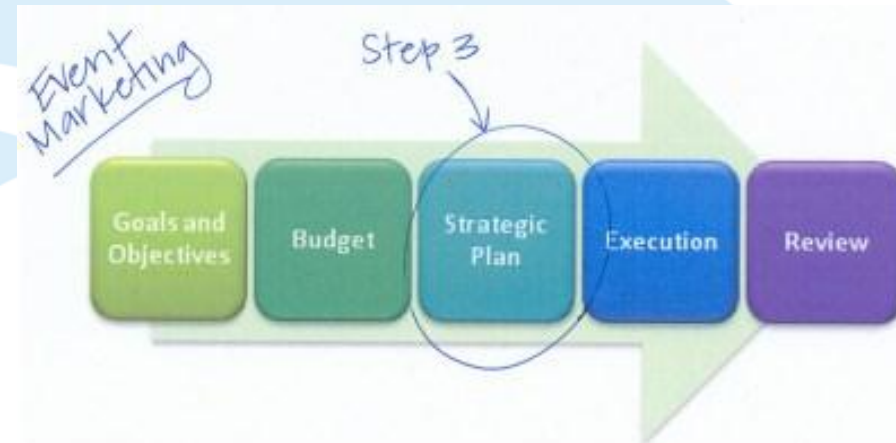 Event
Marketing
Step 3
Goals and
Objectives
Budget
Strategic
Plan
Execution
Review